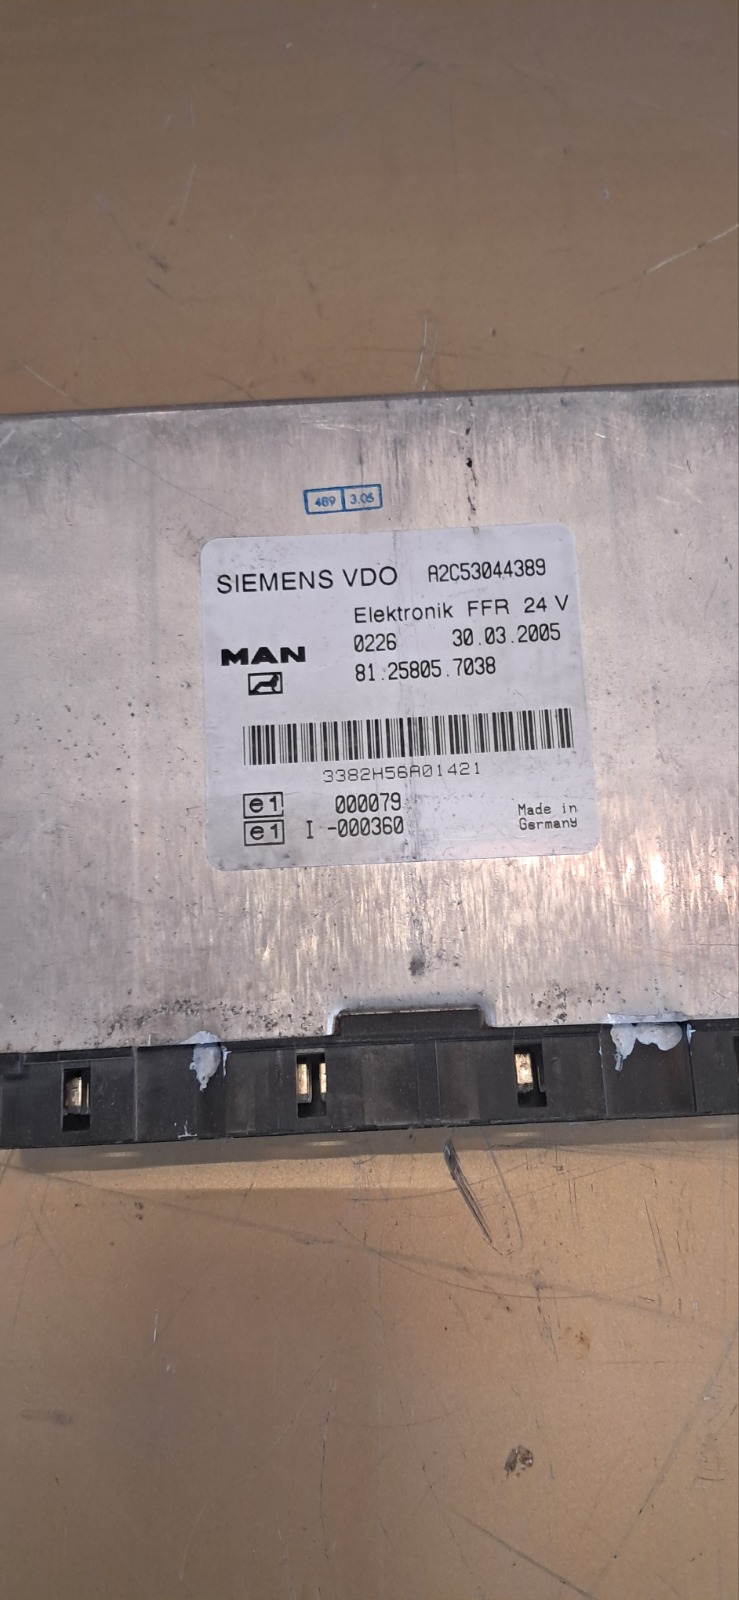 489 3.05
SIEMENS VDO A2C53044389
Elektronik FFR 24 V
0226 30.03.2005
MAN
81.25805.7038
3382H56A01421
e1 000079
e1 I -000360
Made in
Germany